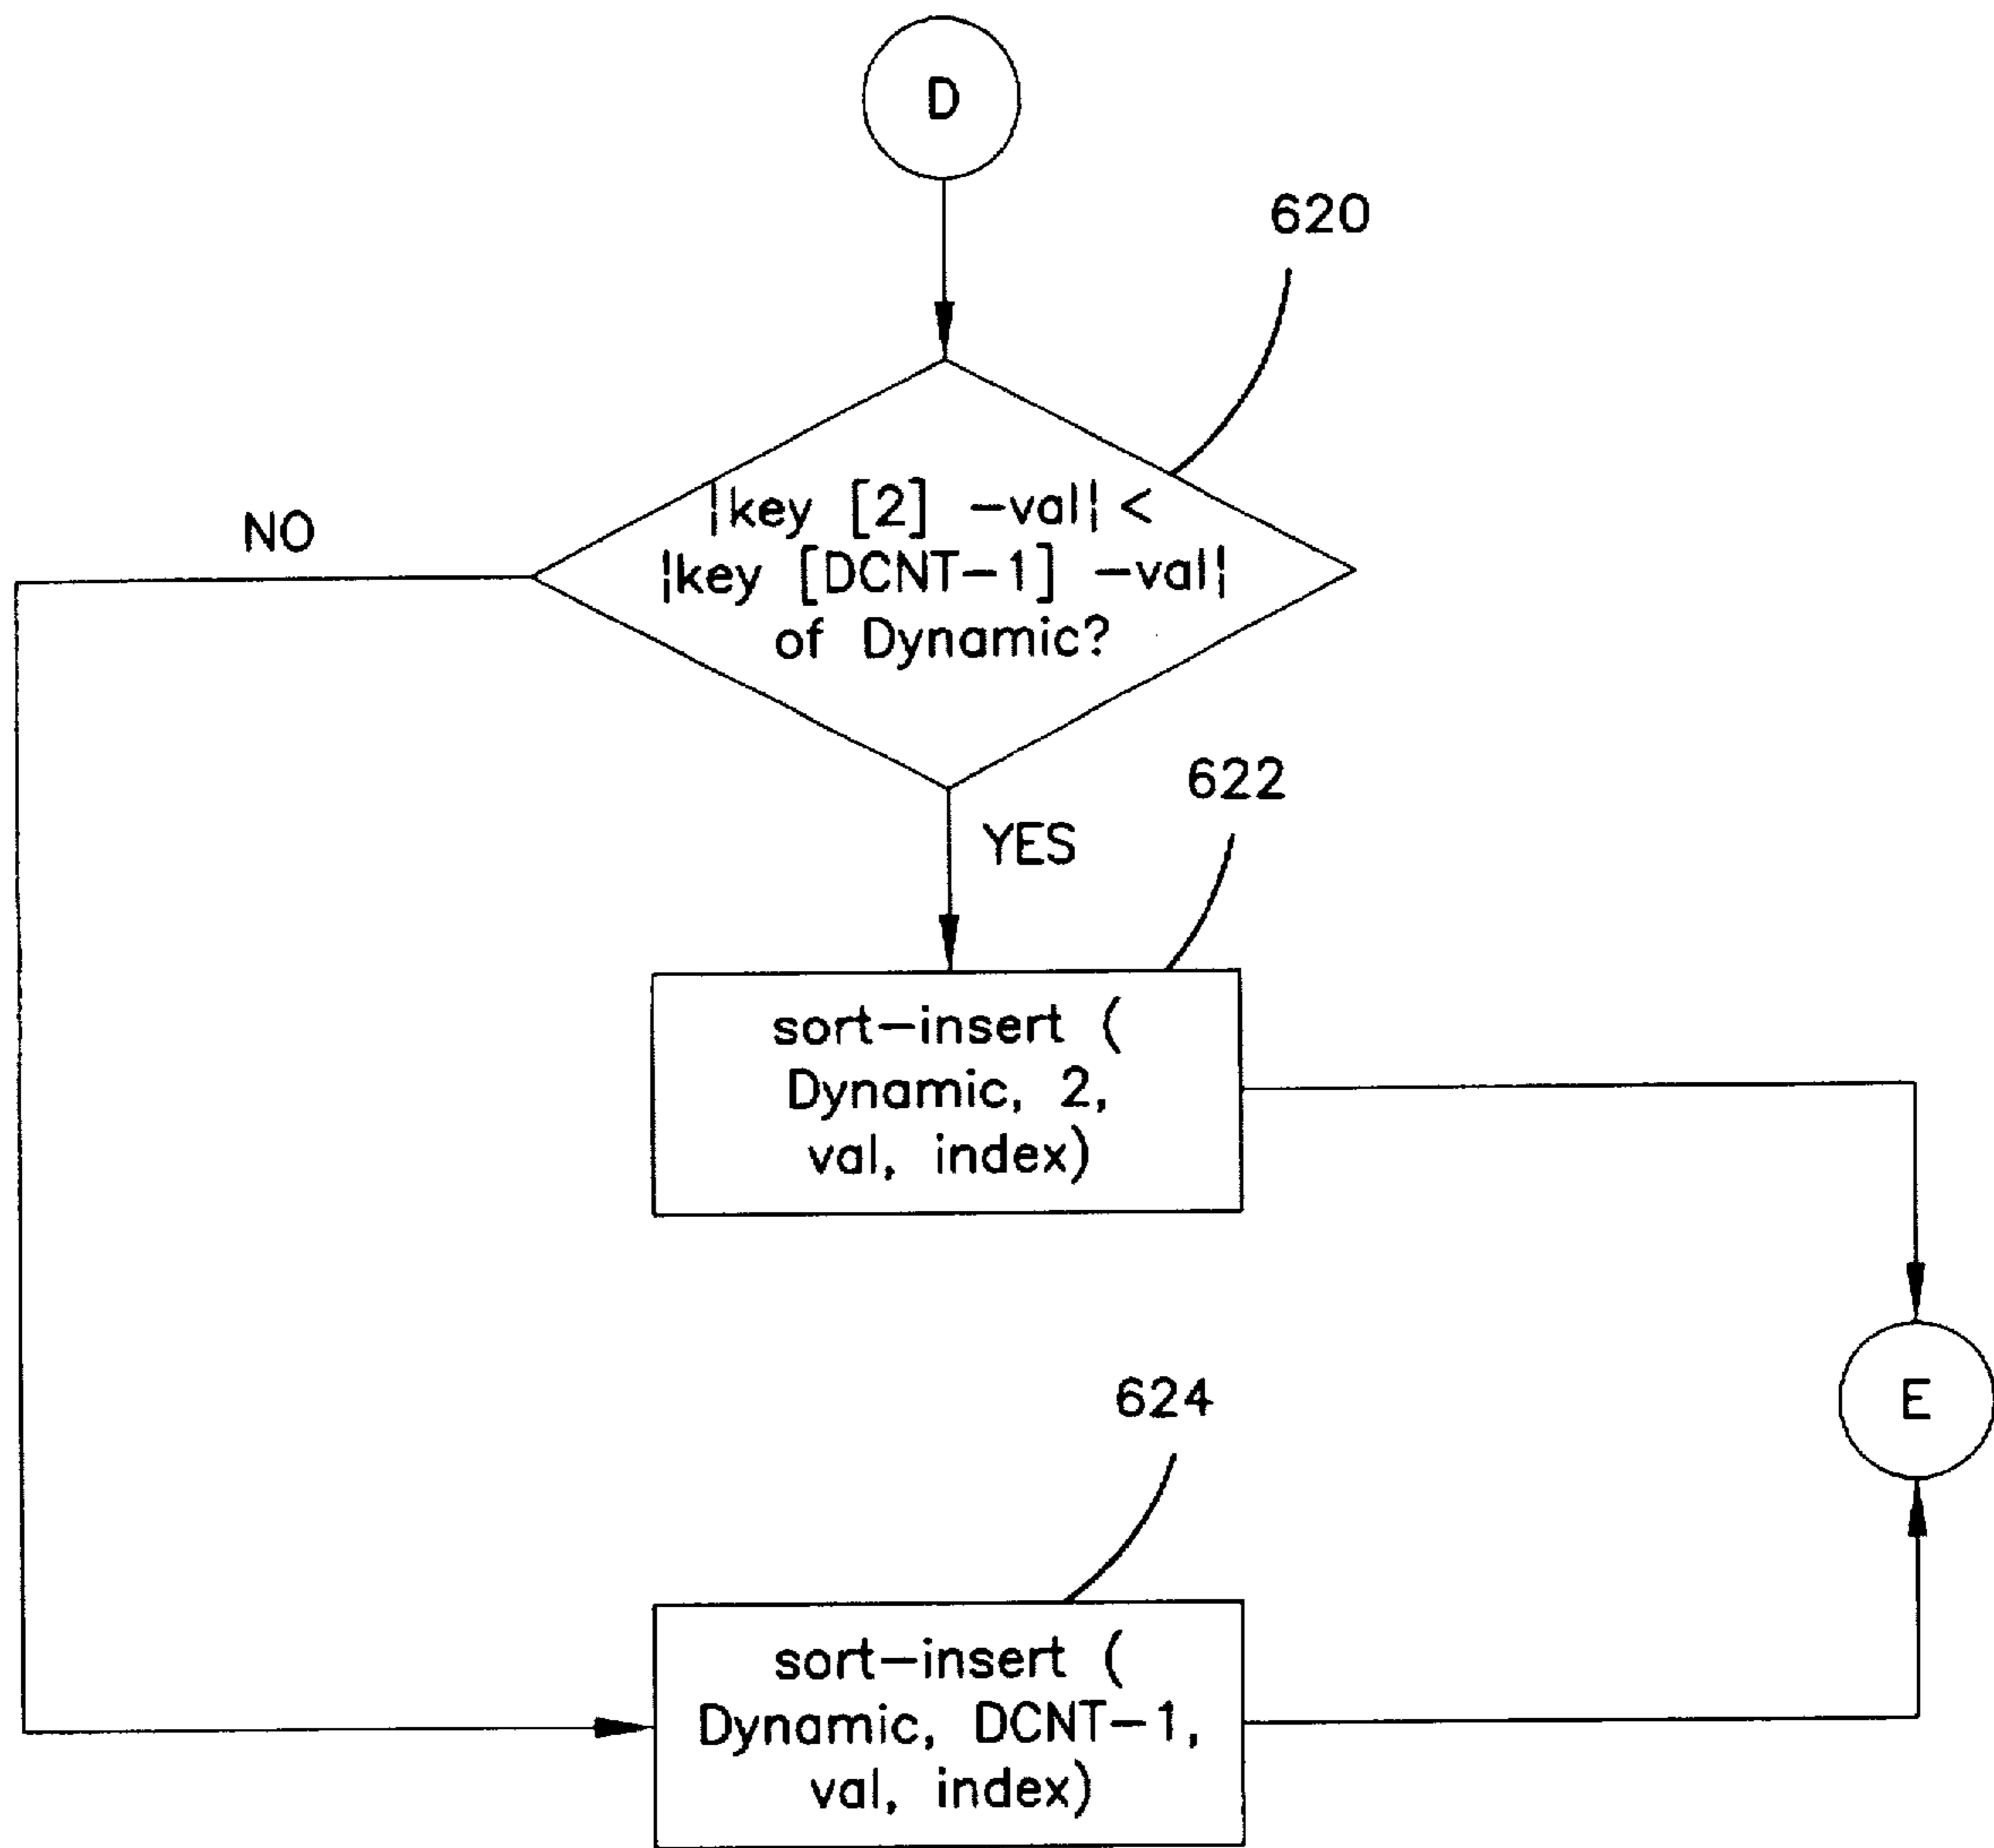 D
620
|key [2] -val| <
|key [DCNT-1] -val|
of Dynamic?
NO
YES
622
sort-insert (
Dynamic, 2,
val, index)
E
624
sort-insert (
Dynamic, DCNT-1,
val, index)